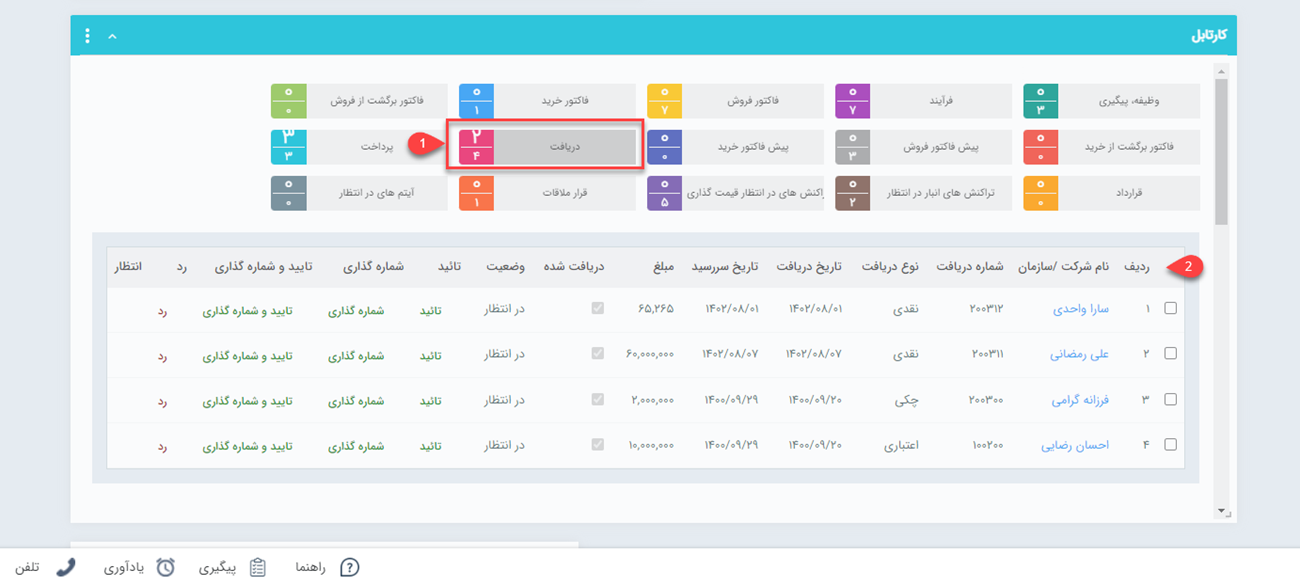 کارتابل
وظیفه، پیگیری ۰ ۳ فرآیند ۰ ۷ فاکتور فروش ۰ ۷ فاکتور خرید ۰ ۱ فاکتور برگشت از فروش ۰ ۰
فاکتور برگشت از خرید ۰ ۰ پیش فاکتور فروش ۰ ۳ پیش فاکتور خرید ۰ ۰ دریافت ۲ ۴ 1 پرداخت ۳ ۳
قرارداد ۰ ۰ تراکنش های انبار در انتظار ۰ ۲ راکنش های در انتظار قیمت گذاری ۰ ۵ قرار ملاقات ۰ ۱ آیتم های در انتظار ۰ ۰
2 ردیف نام شرکت /سازمان شماره دریافت نوع دریافت تاریخ دریافت تاریخ سررسید مبلغ دریافت شده وضعیت تائید شماره گذاری تایید و شماره گذاری رد انتظار
۱ سارا واحدی ۲۰۰۳۱۲ نقدی ۱۴۰۲/۰۸/۰۱ ۱۴۰۲/۰۸/۰۱ ۶۵,۲۶۵ در انتظار تائید شماره گذاری تایید و شماره گذاری رد
۲ علی رمضانی ۲۰۰۳۱۱ نقدی ۱۴۰۲/۰۸/۰۷ ۱۴۰۲/۰۸/۰۷ ۶۰,۰۰۰,۰۰۰ در انتظار تائید شماره گذاری تایید و شماره گذاری رد
۳ فرزانه گرامی ۲۰۰۳۰۰ چکی ۱۴۰۰/۰۹/۲۰ ۱۴۰۰/۰۹/۲۹ ۲,۰۰۰,۰۰۰ در انتظار تائید شماره گذاری تایید و شماره گذاری رد
۴ احسان رضایی ۱۰۰۲۰۰ اعتباری ۱۴۰۰/۰۹/۲۰ ۱۴۰۰/۰۹/۲۹ ۱۰,۰۰۰,۰۰۰ در انتظار تائید شماره گذاری تایید و شماره گذاری رد
راهنما پیگیری یادآوری تلفن